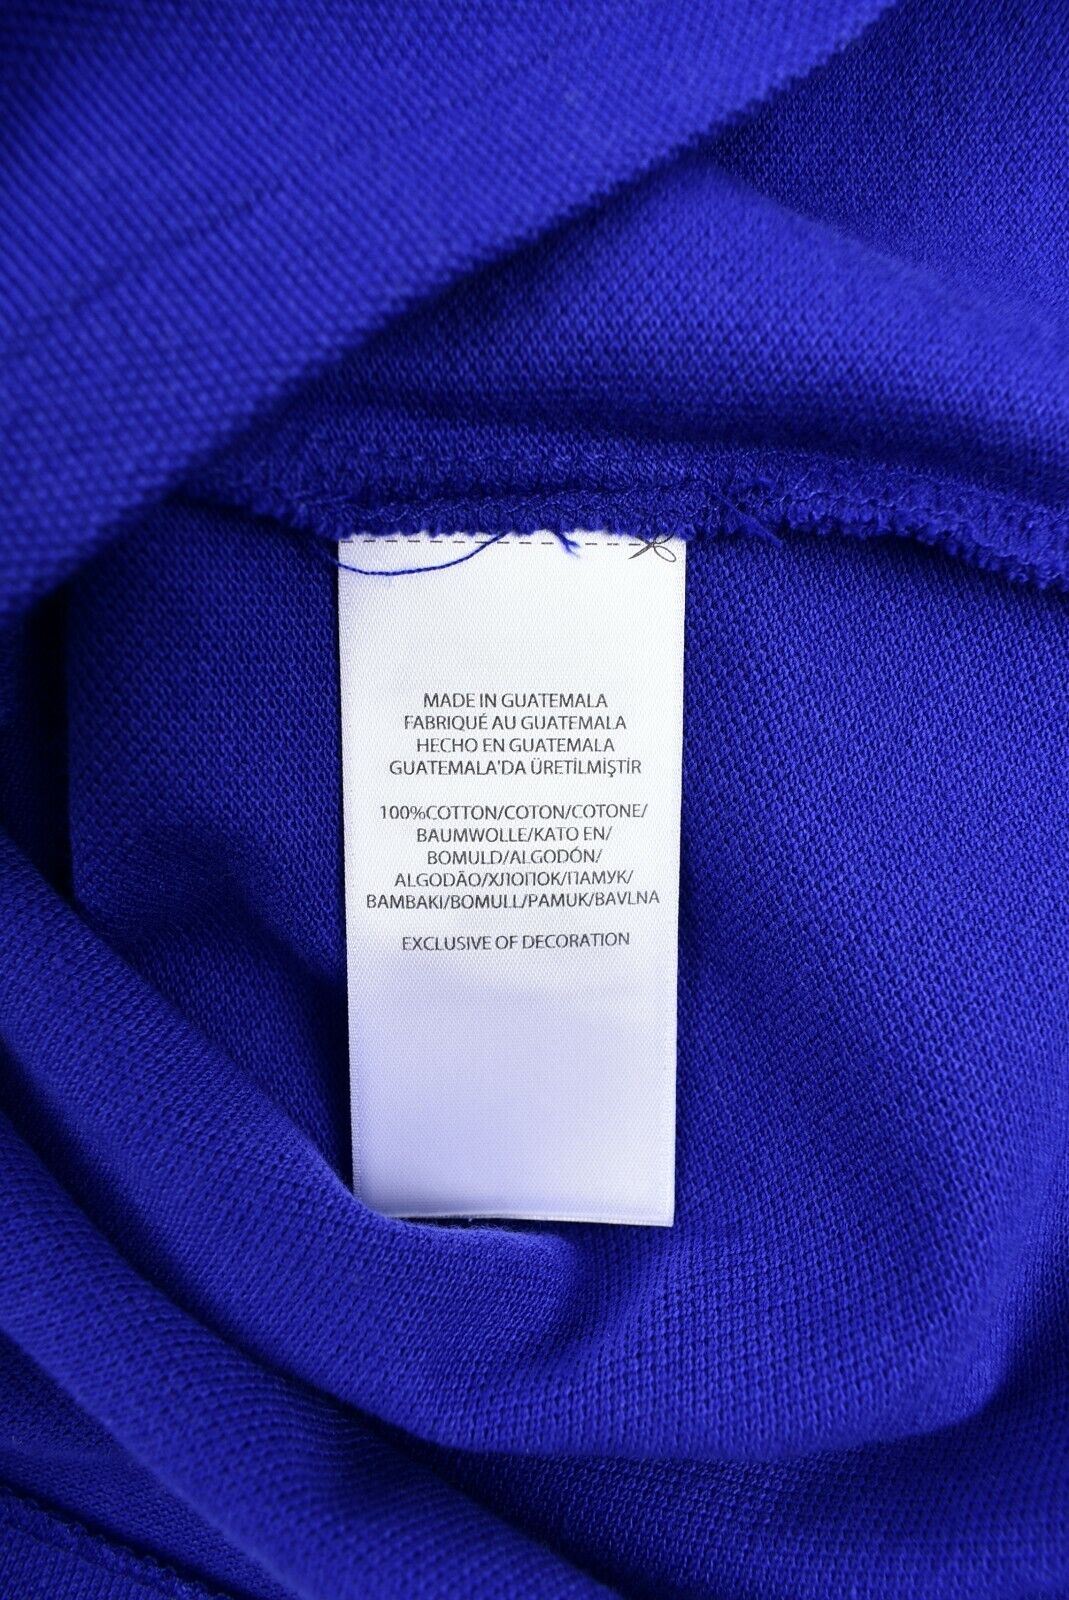 MADE IN GUATEMALA
FABRIQUÉ AU GUATEMALA
HECHO EN GUATEMALA
GUATEMALA'DA ÜRETİLMİŞTİR
100%COTTON/COTON/COTONE/
BAUMWOLLE/KATO EN/
BOMULD/ALGODÓN/
ALGODÃO/ХЛОПОК/ПАМУК/
BAMBAKI/BOMULL/PAMUK/BAVLNA
EXCLUSIVE OF DECORATION